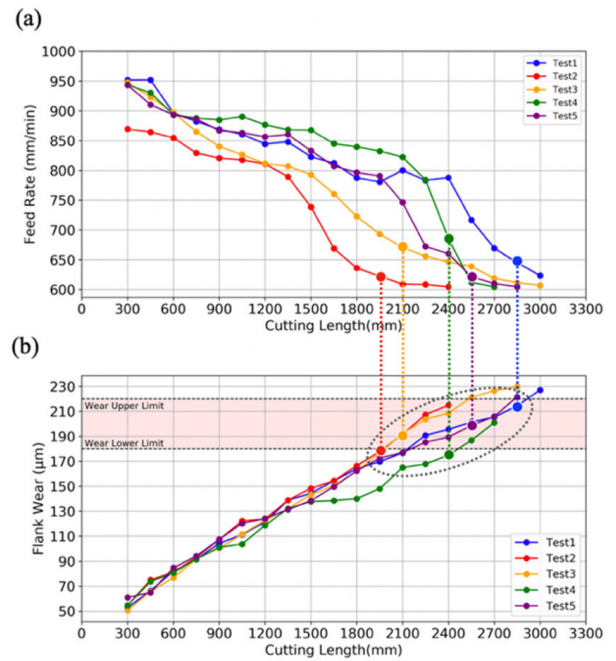 (a)
1000
950
900
850
800
750
700
650
600
Feed Rate (mm/min)
Test1
Test2
Test3
Test4
Test5
0 300 600 900 1200 1500 1800 2100 2400 2700 3000 3300
Cutting Length(mm)
(b)
230
210
190
170
150
130
110
90
70
50
Flank Wear (μm)
Wear Upper Limit
Wear Lower Limit
Test1
Test2
Test3
Test4
Test5
0 300 600 900 1200 1500 1800 2100 2400 2700 3000 3300
Cutting Length(mm)